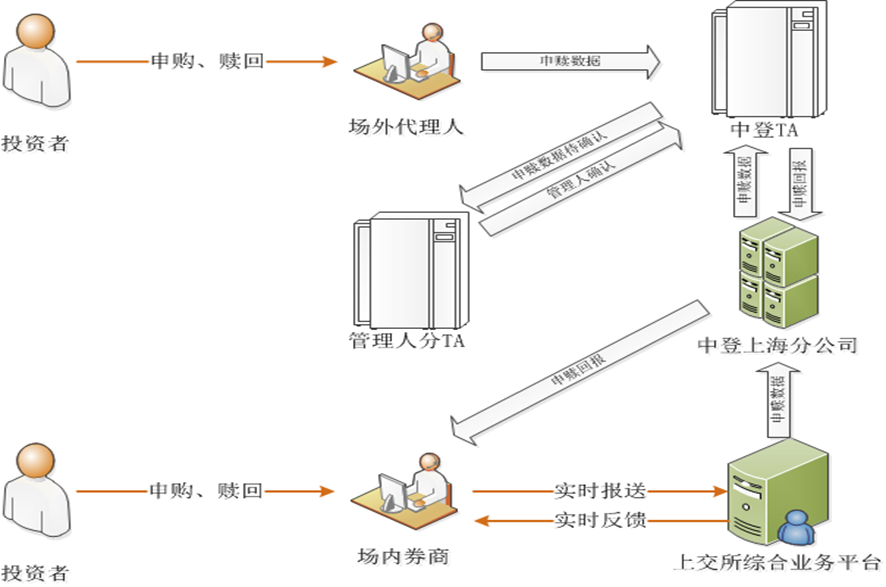 申购、赎回
申赎数据
投资者
场外代理人
中登TA
申赎数据待确认
管理人确认
申赎数据
申赎回报
管理人分TA
中登上海分公司
申赎回报
申赎数据
申购、赎回
实时报送
实时反馈
投资者
场内券商
上交所综合业务平台